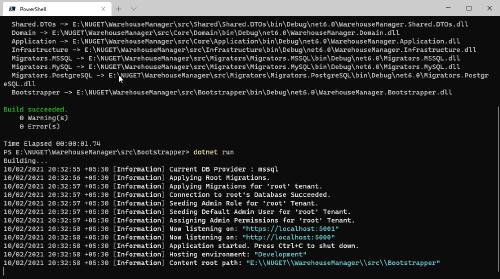 PowerShell
Shared.DTOs -> E:\NUGET\WarehouseManager\src\Shared\Shared.DTOs\bin\Debug\net6.0\WarehouseManager.Shared.DTOs.dll
Domain -> E:\NUGET\WarehouseManager\src\Core\Domain\bin\Debug\net6.0\WarehouseManager.Domain.dll
Application -> E:\NUGET\WarehouseManager\src\Core\Application\bin\Debug\net6.0\WarehouseManager.Application.dll
Infrastructure -> E:\NUGET\WarehouseManager\src\Infrastructure\bin\Debug\net6.0\WarehouseManager.Infrastructure.dll
Migrators.MSSQL -> E:\NUGET\WarehouseManager\src\Migrators\Migrators.MSSQL\bin\Debug\net6.0\Migrators.MSSQL.dll
Migrators.MySQL -> E:\NUGET\WarehouseManager\src\Migrators\Migrators.MySQL\bin\Debug\net6.0\Migrators.MySQL.dll
Migrators.PostgreSQL -> E:\NUGET\WarehouseManager\src\Migrators\Migrators.PostgreSQL\bin\Debug\net6.0\Migrators.Postgr
eSQL.dll
Bootstrapper -> E:\NUGET\WarehouseManager\src\Bootstrapper\bin\Debug\net6.0\WarehouseManager.Bootstrapper.dll
Build succeeded.
0 Warning(s)
0 Error(s)
Time Elapsed 00:00:01.74
PS E:\NUGET\WarehouseManager\src\Bootstrapper> dotnet run
Building...
10/02/2021 20:32:55 +05:30 [Information] Current DB Provider : mssql
10/02/2021 20:32:56 +05:30 [Information] Applying Root Migrations.
10/02/2021 20:32:57 +05:30 [Information] Applying Migrations for 'root' tenant.
10/02/2021 20:32:58 +05:30 [Information] Connection to root's Database Succeeded.
10/02/2021 20:32:58 +05:30 [Information] Seeding Admin Role for 'root' Tenant.
10/02/2021 20:32:58 +05:30 [Information] Seeding Default Admin User for 'root' Tenant.
10/02/2021 20:32:58 +05:30 [Information] Assigning Admin Permissions for 'root' Tenant.
10/02/2021 20:32:58 +05:30 [Information] Now listening on: "https://localhost:5001"
10/02/2021 20:32:58 +05:30 [Information] Now listening on: "http://localhost:5000"
10/02/2021 20:32:58 +05:30 [Information] Application started. Press Ctrl+C to shut down.
10/02/2021 20:32:58 +05:30 [Information] Hosting environment: "Development"
10/02/2021 20:32:58 +05:30 [Information] Content root path: "E:\\NUGET\\WarehouseManager\\src\\Bootstrapper"